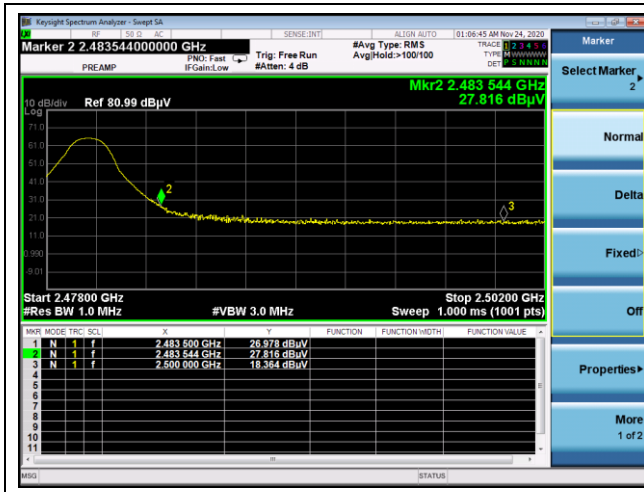 Keysight Spectrum Analyzer - Swept SA
RF 50 Ω AC SENSE:INT ALIGN AUTO 01:06:45 AM Nov 24, 2020
Marker 2 2.483544000000 GHz
PREAMP
PNO: Fast
IFGain:Low
Trig: Free Run
#Atten: 4 dB
#Avg Type: RMS
Avg|Hold:>100/100
TRACE 1 2 3 4 5 6
TYPE M W W W W W
DET P S N N N N
Mkr2 2.483 544 GHz
27.816 dBµV
10 dB/div Ref 80.99 dBµV
Log
71.0
61.0
51.0
41.0
31.0
21.0
11.0
0.990
-9.01
2
3
Start 2.47800 GHz Stop 2.50200 GHz
#Res BW 1.0 MHz #VBW 3.0 MHz Sweep 1.000 ms (1001 pts)
MKR MODE TRC SCL X Y FUNCTION FUNCTION WIDTH FUNCTION VALUE
1 N 1 f 2.483 500 GHz 26.978 dBµV
2 N 1 f 2.483 544 GHz 27.816 dBµV
3 N 1 f 2.500 000 GHz 18.364 dBµV
4
5
6
7
8
9
10
11
MSG STATUS
Marker
Select Marker
2
Normal
Delta
Fixed
Off
Properties
More
1 of 2